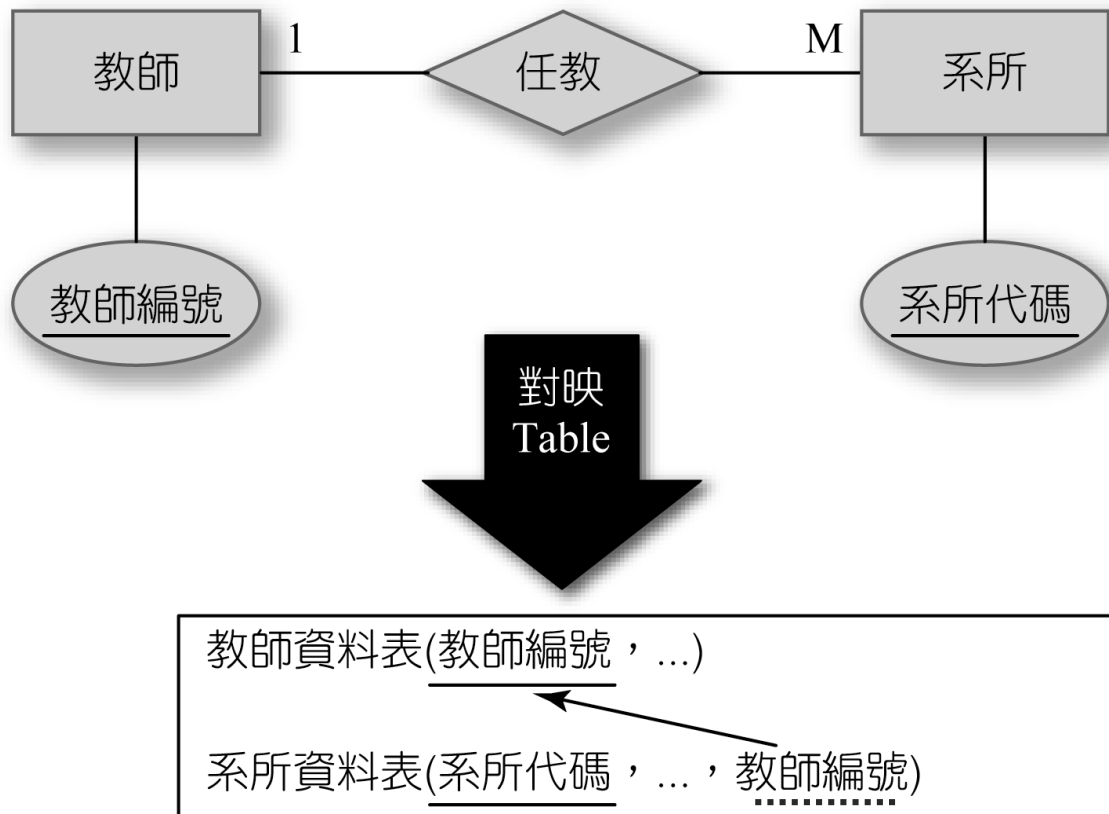 教師 1 任教 M 系所
教師編號 系所代碼
對映
Table
教師資料表(教師編號，...)
系所資料表(系所代碼，...，教師編號)